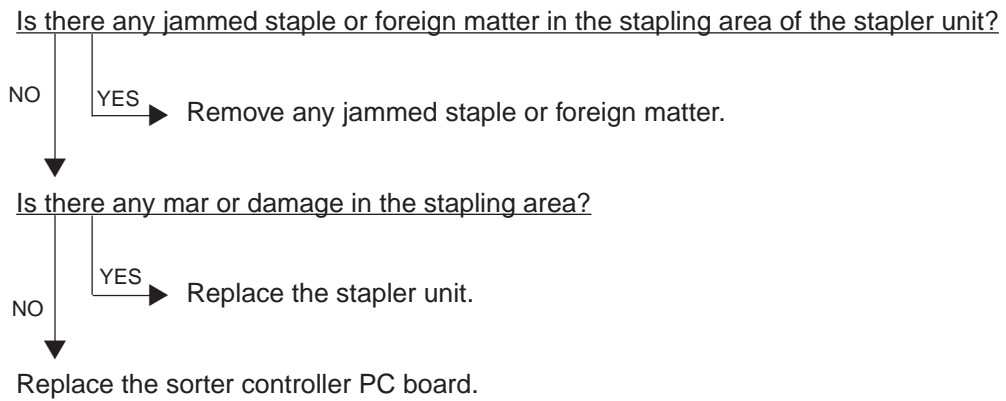 Is there any jammed staple or foreign matter in the stapling area of the stapler unit?
NO
YES
Remove any jammed staple or foreign matter.
Is there any mar or damage in the stapling area?
YES
Replace the stapler unit.
NO
Replace the sorter controller PC board.